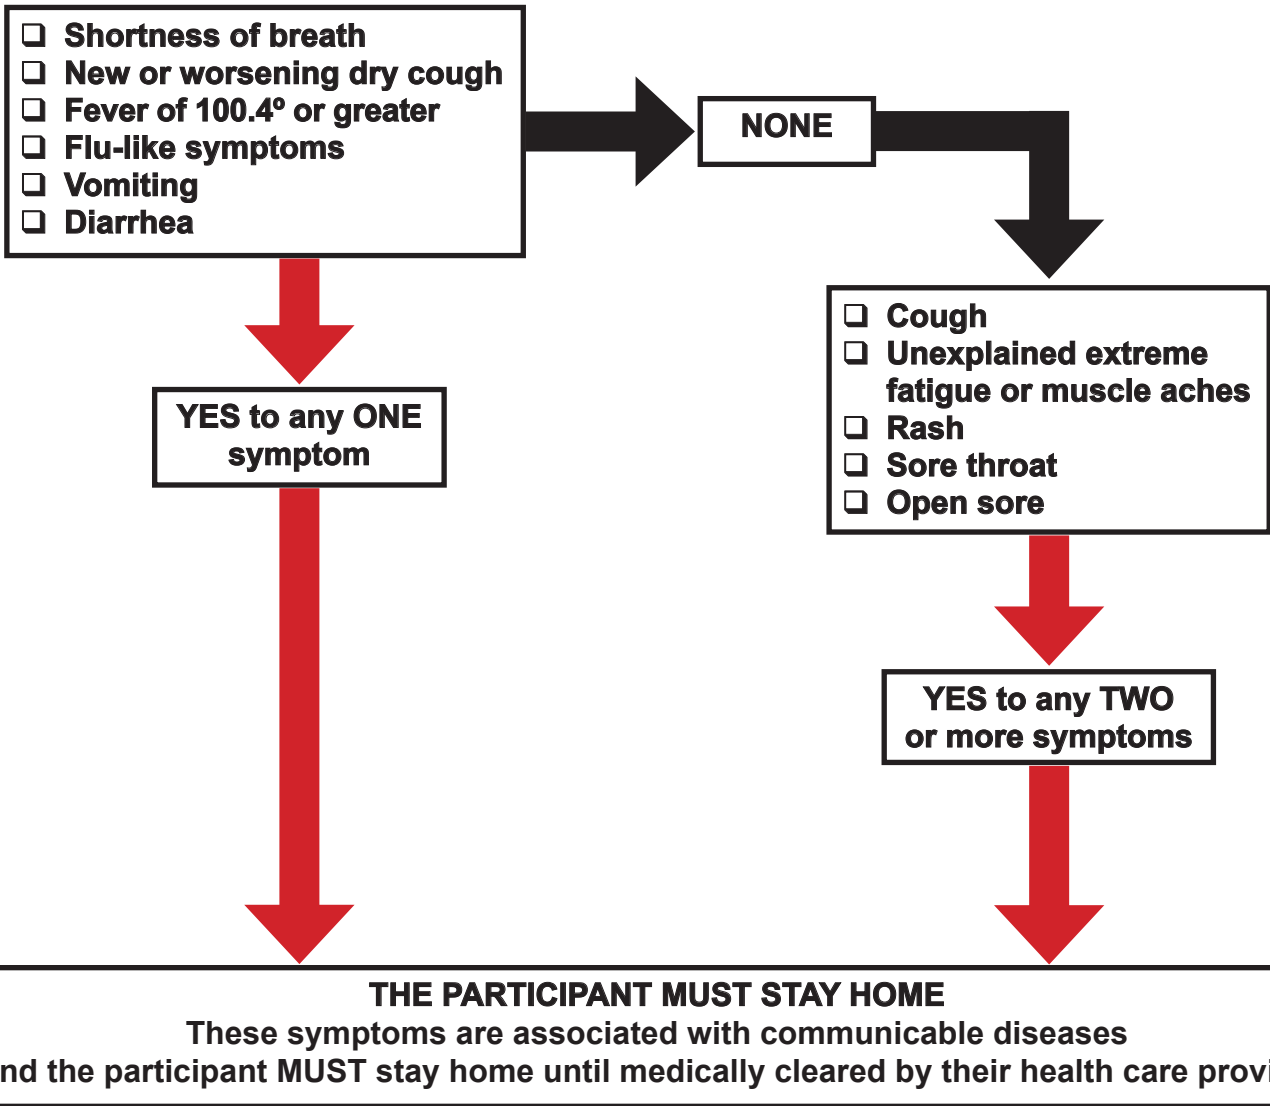 ❑ Shortness of breath
❑ New or worsening dry cough
❑ Fever of 100.4º or greater
❑ Flu-like symptoms
❑ Vomiting
❑ Diarrhea
NONE
❑ Cough
❑ Unexplained extreme
fatigue or muscle aches
❑ Rash
❑ Sore throat
❑ Open sore
YES to any ONE
symptom
YES to any TWO
or more symptoms
THE PARTICIPANT MUST STAY HOME
These symptoms are associated with communicable diseases
nd the participant MUST stay home until medically cleared by their health care provi